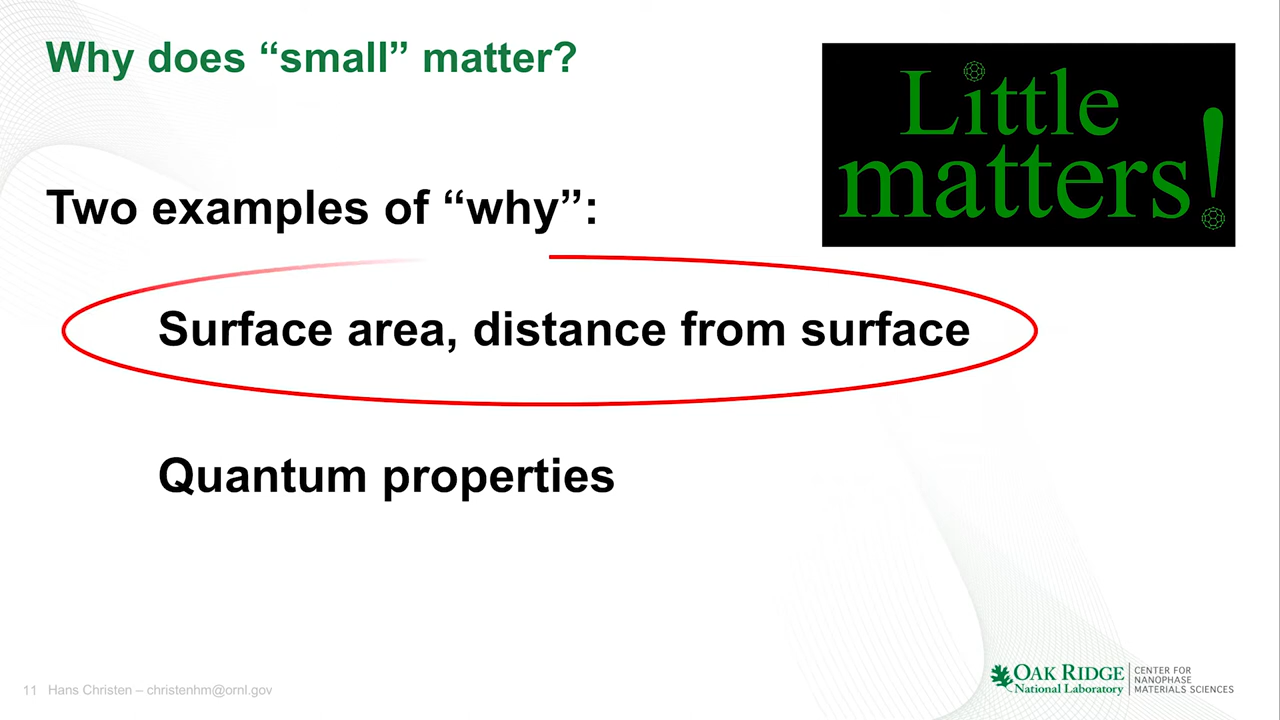 Why does “small” matter?
Little
matters!
Two examples of “why”:
Surface area, distance from surface
Quantum properties
11 Hans Christen – christenhm@ornl.gov
OAK RIDGE
National Laboratory
CENTER FOR
NANOPHASE
MATERIALS SCIENCES